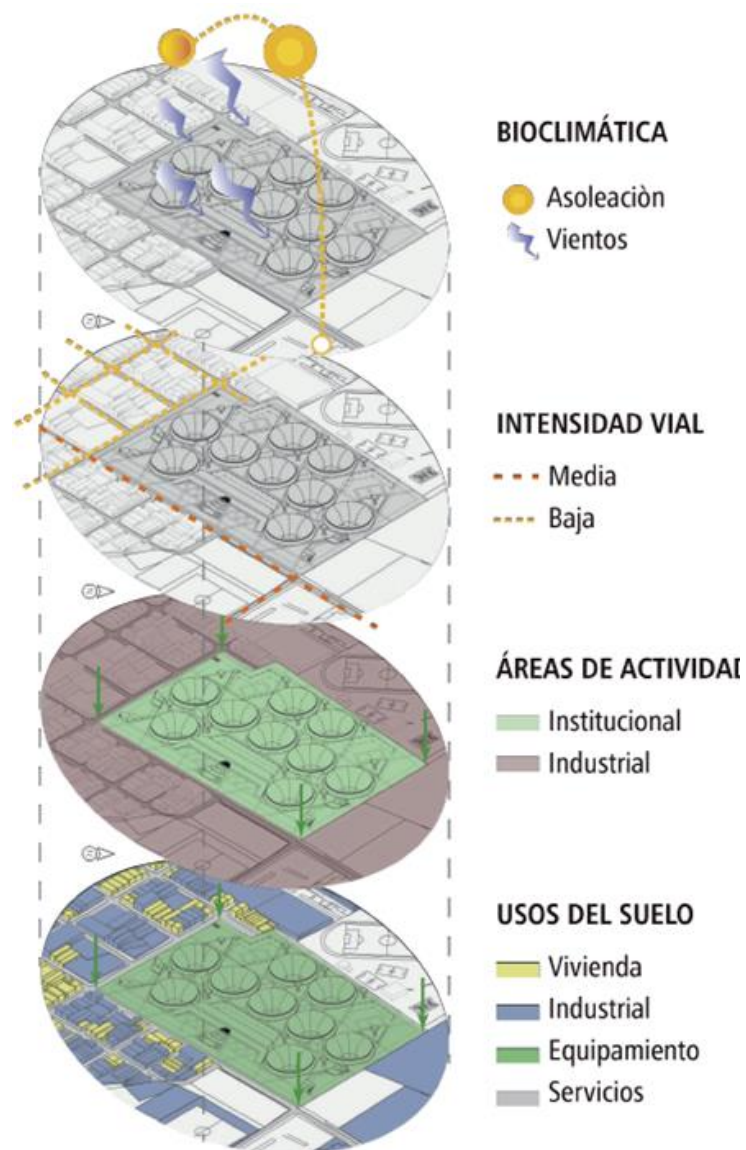 BIOCLIMÁTICA
Asoleaciòn
Vientos
INTENSIDAD VIAL
Media
Baja
ÁREAS DE ACTIVIDAD
Institucional
Industrial
USOS DEL SUELO
Vivienda
Industrial
Equipamiento
Servicios